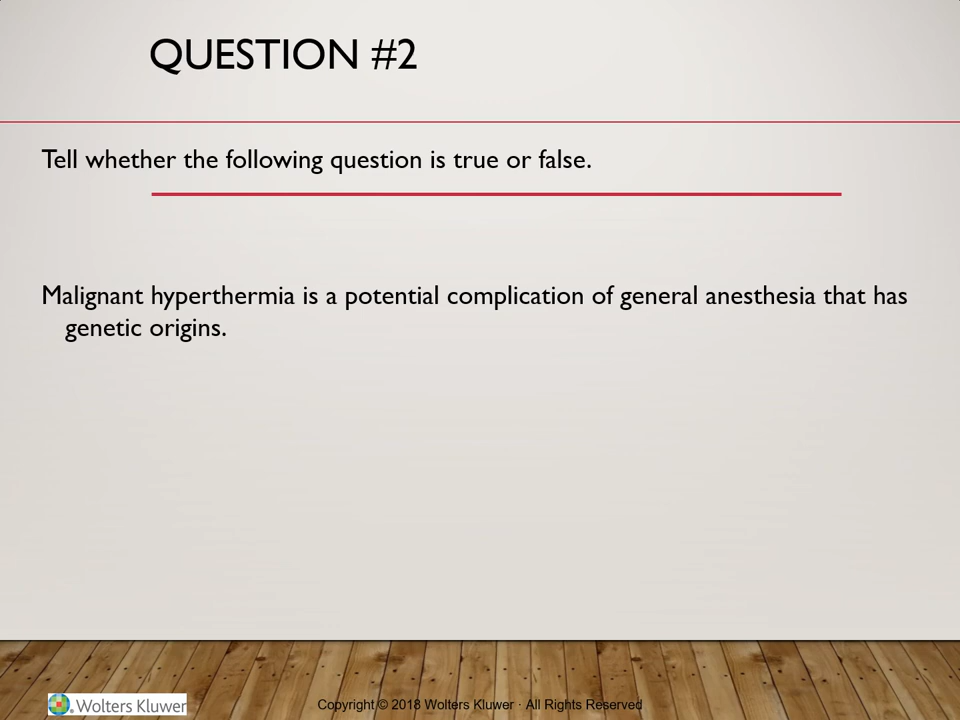 QUESTION #2
Tell whether the following question is true or false.
Malignant hyperthermia is a potential complication of general anesthesia that has
genetic origins.
Wolters Kluwer
Copyright © 2018 Wolters Kluwer · All Rights Reserved